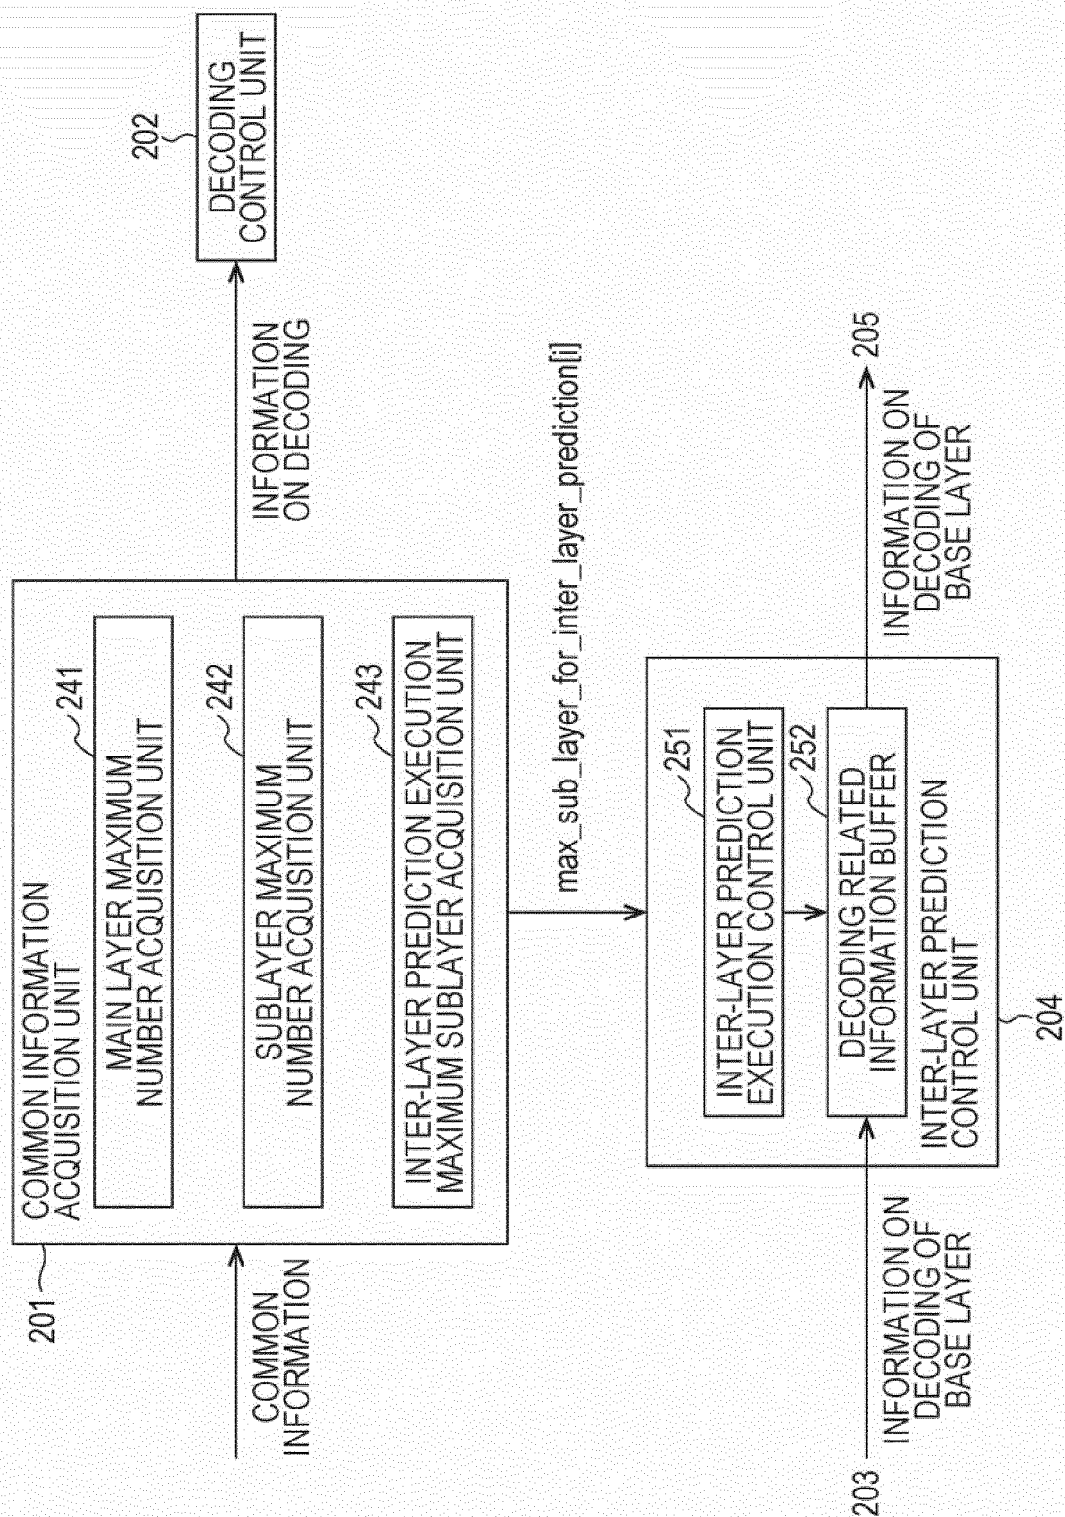 COMMON
INFORMATION
201
COMMON INFORMATION
ACQUISITION UNIT
241
MAIN LAYER MAXIMUM
NUMBER ACQUISITION UNIT
242
SUBLAYER MAXIMUM
NUMBER ACQUISITION UNIT
243
INTER-LAYER PREDICTION EXECUTION
MAXIMUM SUBLAYER ACQUISITION UNIT
INFORMATION
ON DECODING
202
DECODING
CONTROL UNIT
max_sub_layer_for_inter_layer_prediction[i]
203
INFORMATION ON
DECODING OF
BASE LAYER
251
INTER-LAYER PREDICTION
EXECUTION CONTROL UNIT
252
DECODING RELATED
INFORMATION BUFFER
INTER-LAYER PREDICTION
CONTROL UNIT
204
INFORMATION ON
DECODING OF
BASE LAYER
205